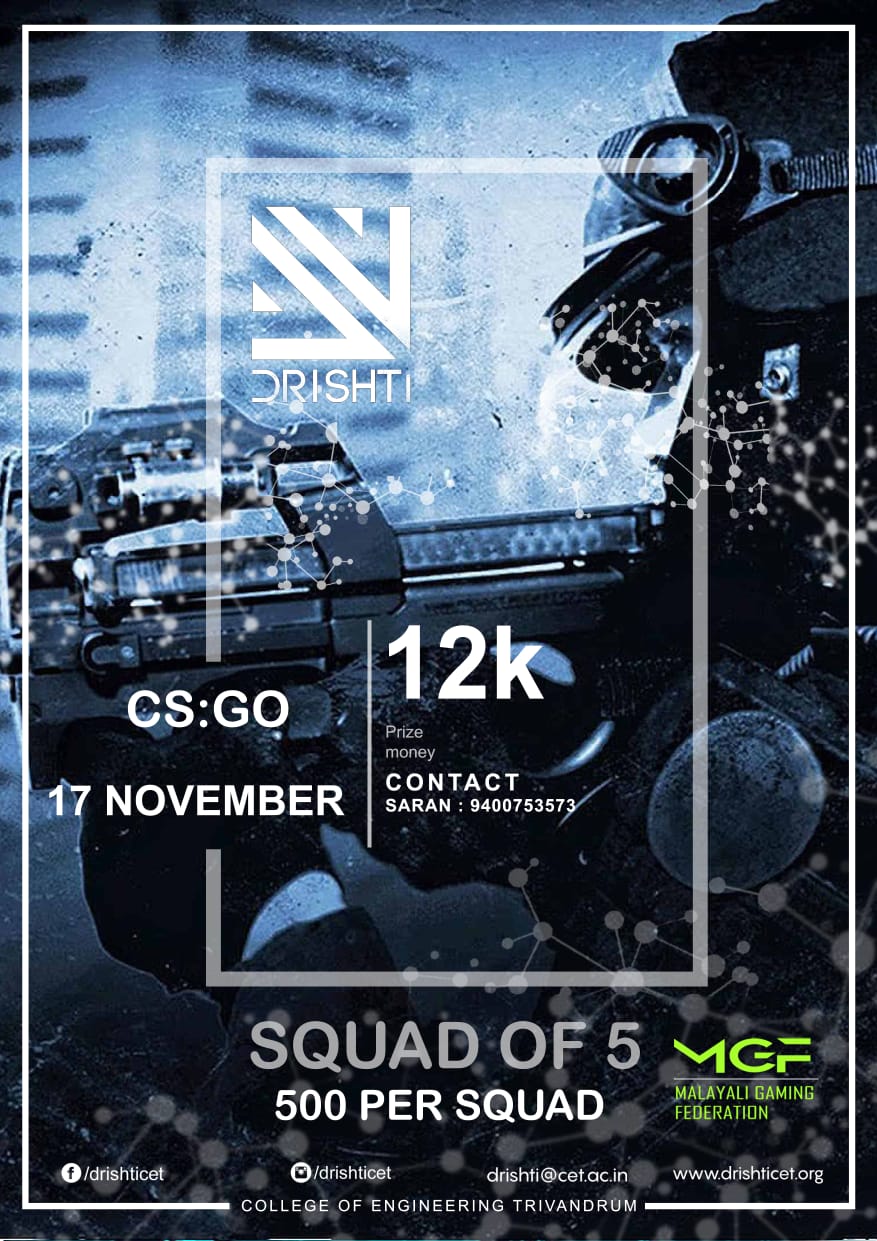 DRISHTI
CS:GO
17 NOVEMBER
12k
Prize
money
CONTACT
SARAN : 9400753573
SQUAD OF 5
500 PER SQUAD
MGF
MALAYALI GAMING
FEDERATION
/drishticet
/drishticet
drishti@cet.ac.in
www.drishticet.org
COLLEGE OF ENGINEERING TRIVANDRUM